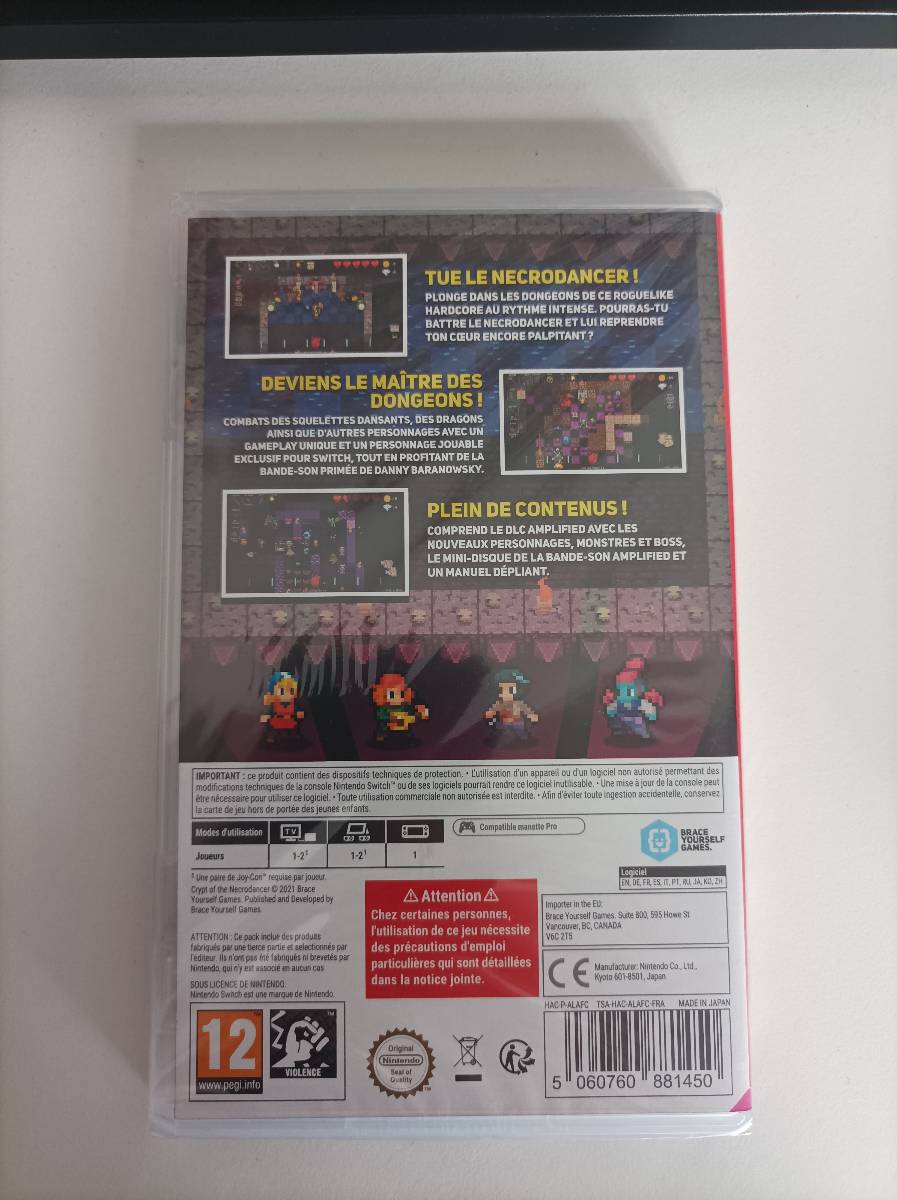 TUE LE NECRODANCER !
PLONGE DANS LES DONGEONS DE CE ROGUELIKE
HARDCORE AU RYTHME INTENSE. POURRAS-TU
BATTRE LE NECRODANCER ET LUI REPRENDRE
TON CŒUR ENCORE PALPITANT ?
DEVIENS LE MAÎTRE DES
DONGEONS !
COMBATS DES SQUELETTES DANSANTS, DES DRAGONS
AINSI QUE D'AUTRES PERSONNAGES AVEC UN
GAMEPLAY UNIQUE ET UN PERSONNAGE JOUABLE
EXCLUSIF POUR SWITCH, TOUT EN PROFITANT DE LA
BANDE-SON PRIMÉE DE DANNY BARANOWSKY.
PLEIN DE CONTENUS !
COMPREND LE DLC AMPLIFIED AVEC LES
NOUVEAUX PERSONNAGES, MONSTRES ET BOSS,
LE MINI-DISQUE DE LA BANDE-SON AMPLIFIED ET
UN MANUEL DÉPLIANT.
IMPORTANT : ce produit contient des dispositifs techniques de protection. • L'utilisation d'un appareil ou d'un logiciel non autorisé permettant des
modifications techniques de la console Nintendo Switch™ ou de ses logiciels pourrait rendre ce logiciel inutilisable. • Une mise à jour de la console peut
être nécessaire pour utiliser ce logiciel. • Toute utilisation commerciale non autorisée est interdite. • Afin d'éviter toute ingestion accidentelle, conservez
la carte de jeu hors de portée des jeunes enfants.
Modes d'utilisation
TV
Compatible manette Pro
Joueurs
1-2¹
1-2¹
1
BRACE
YOURSELF
GAMES.
¹ Une paire de Joy-Con™ requise par joueur.
Crypt of the Necrodancer © 2021 Brace
Yourself Games. Published and Developed by
Brace Yourself Games.
ATTENTION : Ce pack inclue des produits
fabriqués par une tierce partie et selectionnés par
l'éditeur. Ils n'ont pas été fabriqués ni brevetés par
Nintendo, qui n'y est associé en aucun cas.
SOUS LICENCE DE NINTENDO.
Nintendo Switch est une marque de Nintendo.
Attention
Chez certaines personnes,
l'utilisation de ce jeu nécessite
des précautions d'emploi
particulières qui sont détaillées
dans la notice jointe.
Logiciel
EN, DE, FR, ES, IT, PT, RU, JA, KO, ZH
Importer in the EU:
Brace Yourself Games. Suite 800, 595 Howe St
Vancouver, BC, CANADA
V6C 2T5
CE
Manufacturer: Nintendo Co., Ltd.,
Kyoto 601-8501, Japan
HAC-P-ALAFC TSA-HAC-ALAFC-FRA MADE IN JAPAN
12
™
www.pegi.info
™
VIOLENCE
Original
Nintendo
Seal of
Quality
™
5 060760 881450